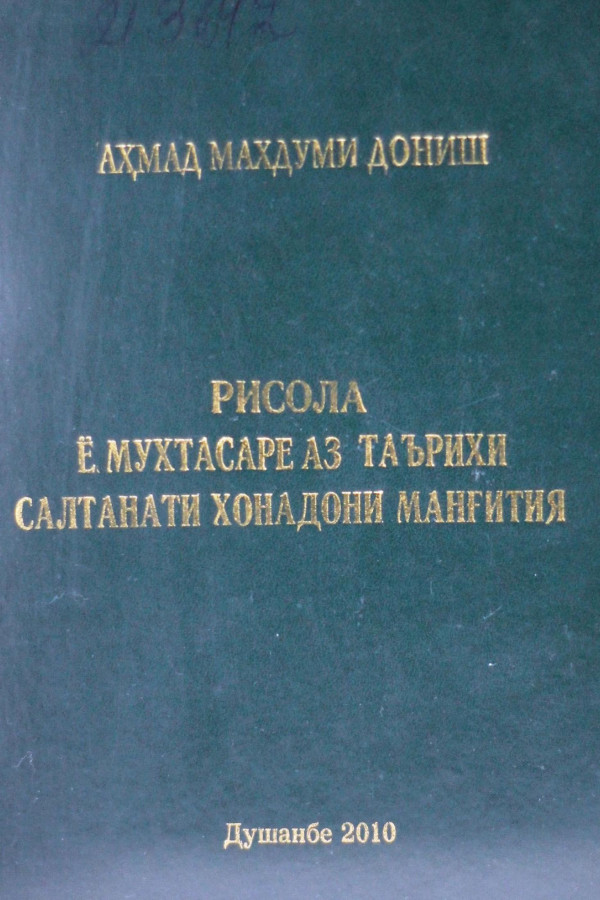 АҲМАД МАХДУМИ ДОНИШ
РИСОЛА
Ё МУХТАСАРЕ АЗ ТАЪРИХИ
САЛТАНАТИ ХОНАДОНИ МАНҒИТИЯ
Душанбе 2010